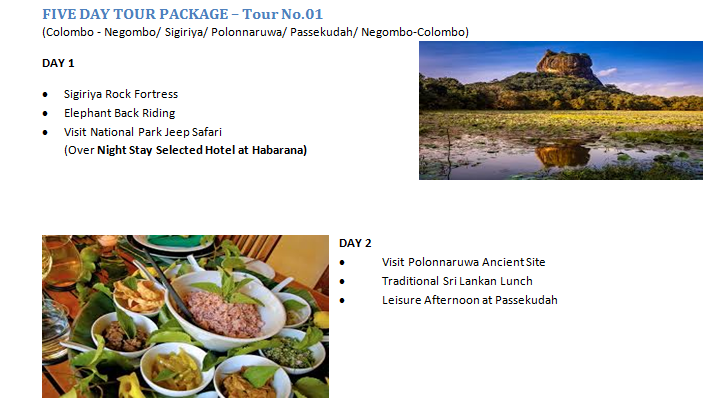 FIVE DAY TOUR PACKAGE – Tour No.01
(Colombo - Negombo/ Sigiriya/ Polonnaruwa/ Passekudah/ Negombo-Colombo)
DAY 1
• Sigiriya Rock Fortress
• Elephant Back Riding
• Visit National Park Jeep Safari
(Over Night Stay Selected Hotel at Habarana)
DAY 2
• Visit Polonnaruwa Ancient Site
• Traditional Sri Lankan Lunch
• Leisure Afternoon at Passekudah